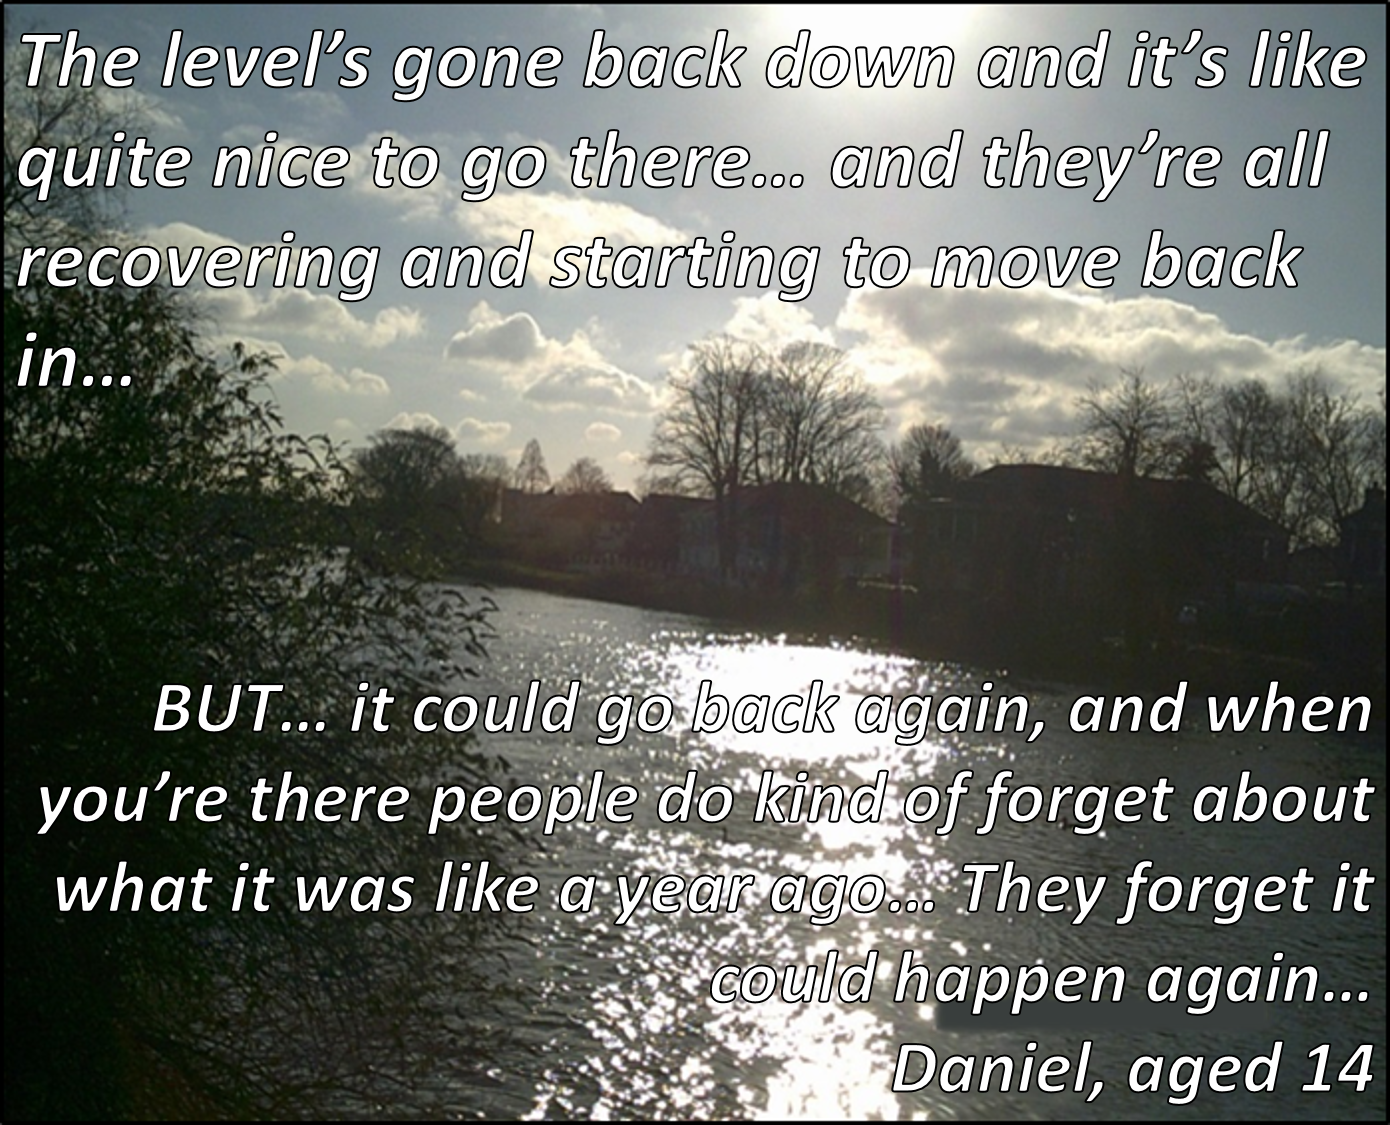 The level’s gone back down and it’s like
quite nice to go there… and they’re all
recovering and starting to move back
in…
BUT… it could go back again, and when
you’re there people do kind of forget about
what it was like a year ago… They forget it
could happen again…
Daniel, aged 14